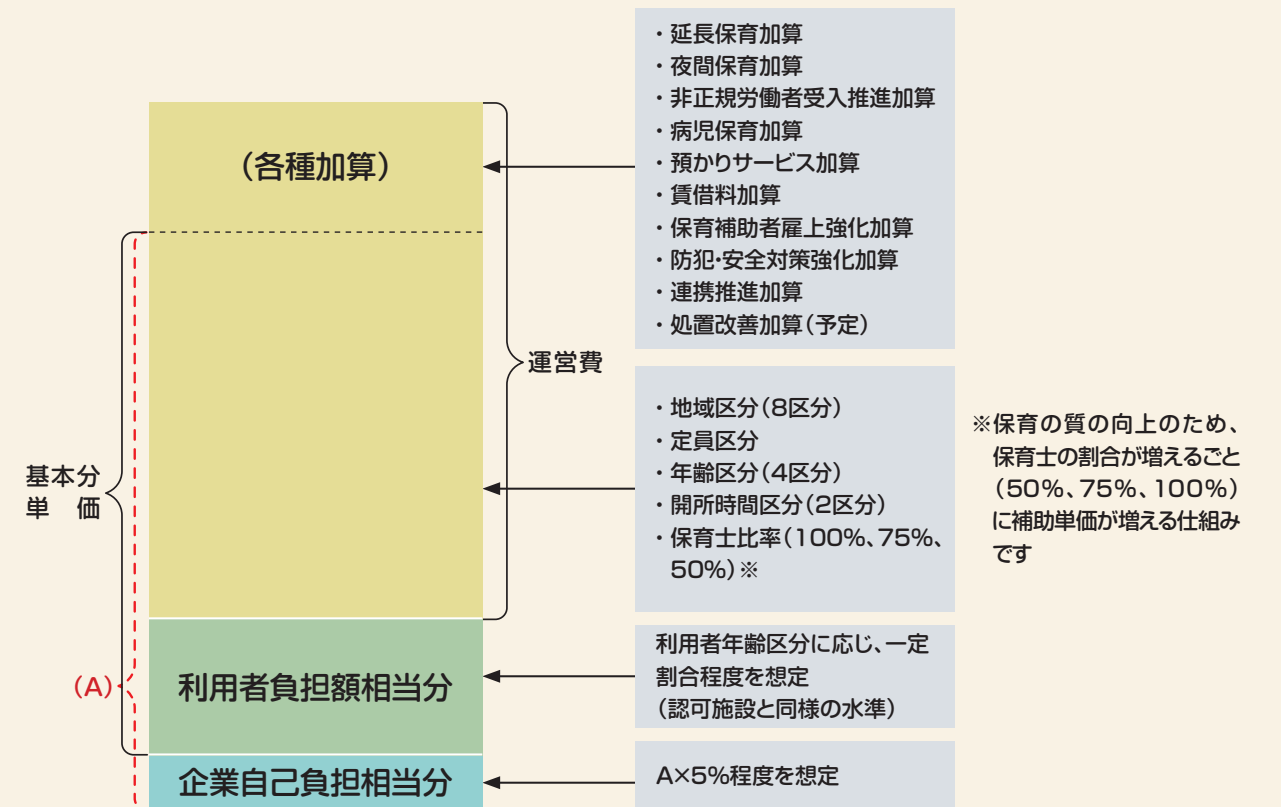 ・延長保育加算
・夜間保育加算
・非正規労働者受入推進加算
・病児保育加算
・預かりサービス加算
・賃借料加算
・保育補助者雇上強化加算
・防犯・安全対策強化加算
・連携推進加算
・処置改善加算（予定）
（各種加算）
運営費
・地域区分（8区分）
・定員区分
・年齢区分（4区分）
・開所時間区分（2区分）
・保育士比率（100%、75%、
50%）※
※保育の質の向上のため、
保育士の割合が増えるごと
（50%、75%、100%）
に補助単価が増える仕組み
です
基本分
単　価
（A）
利用者負担額相当分
利用者年齢区分に応じ、一定
割合程度を想定
（認可施設と同様の水準）
企業自己負担相当分
A×5%程度を想定